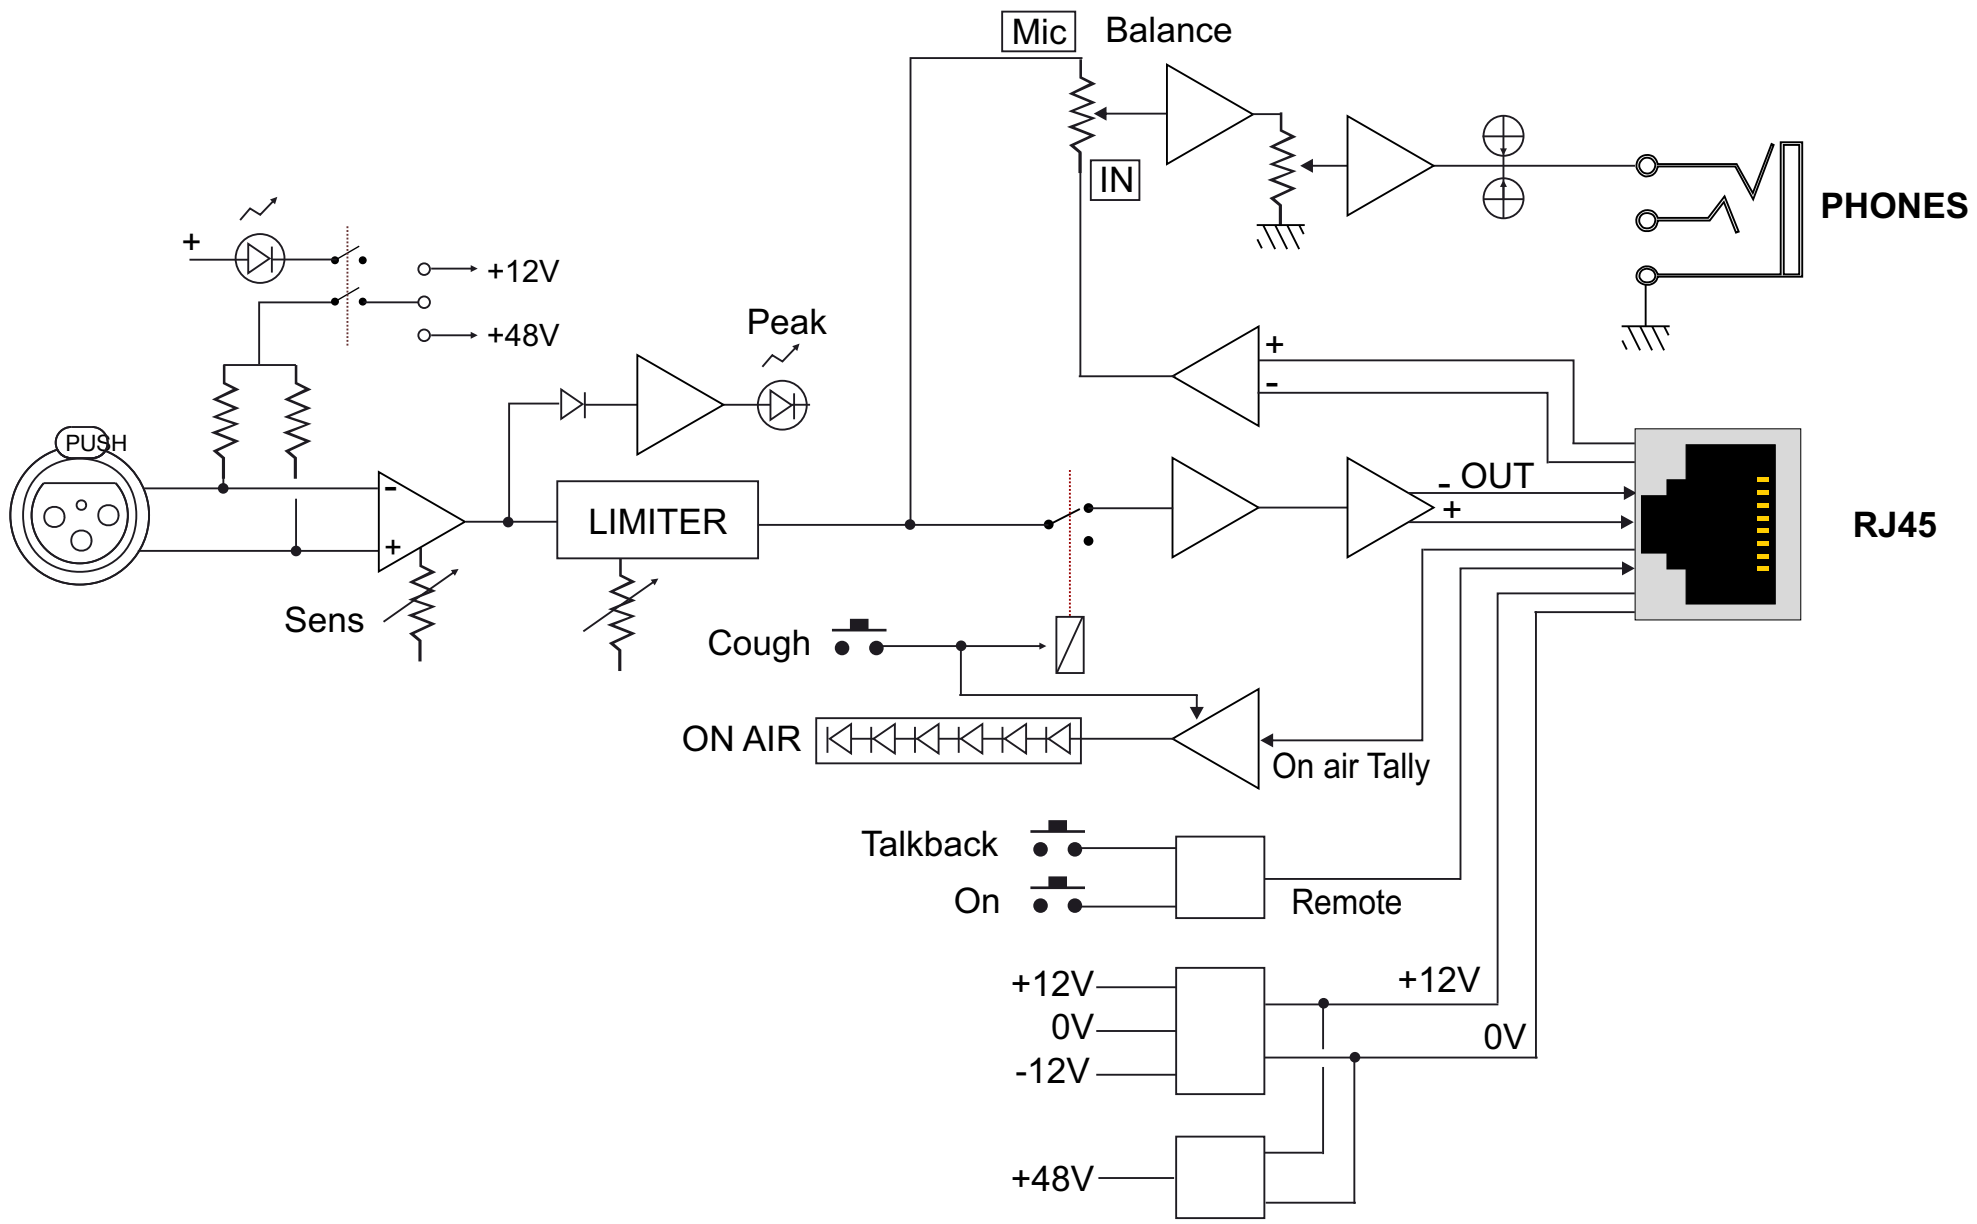 Mic
Balance
IN
PHONES
+
+12V
+48V
Peak
PUSH
+
-
-
+
LIMITER
- OUT
+
RJ45
Sens
Cough
ON AIR
On air Tally
Talkback
On
Remote
+12V
+12V
0V
0V
-12V
+48V